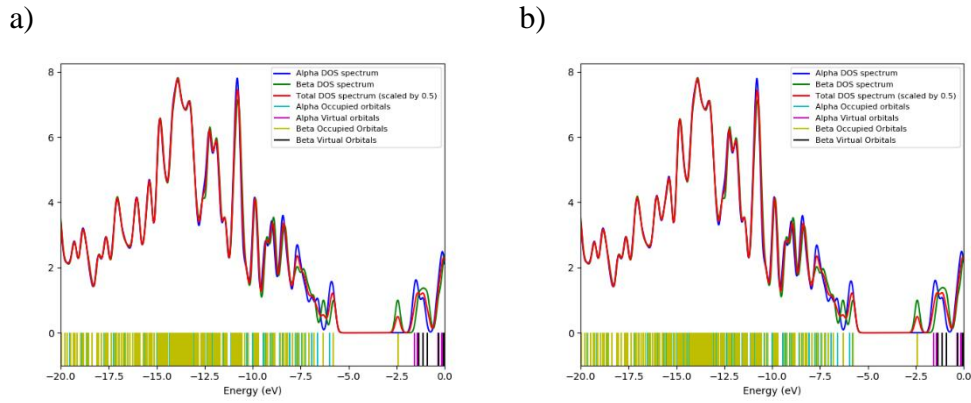 a)
b)
8
6
4
2
0
Alpha DOS spectrum
Beta DOS spectrum
Total DOS spectrum (scaled by 0.5)
Alpha Occupied orbitals
Alpha Virtual orbitals
Beta Occupied Orbitals
Beta Virtual Orbitals
−20.0 −17.5 −15.0 −12.5 −10.0 −7.5 −5.0 −2.5 0.0
Energy (eV)
8
6
4
2
0
Alpha DOS spectrum
Beta DOS spectrum
Total DOS spectrum (scaled by 0.5)
Alpha Occupied orbitals
Alpha Virtual orbitals
Beta Occupied Orbitals
Beta Virtual Orbitals
−20.0 −17.5 −15.0 −12.5 −10.0 −7.5 −5.0 −2.5 0.0
Energy (eV)